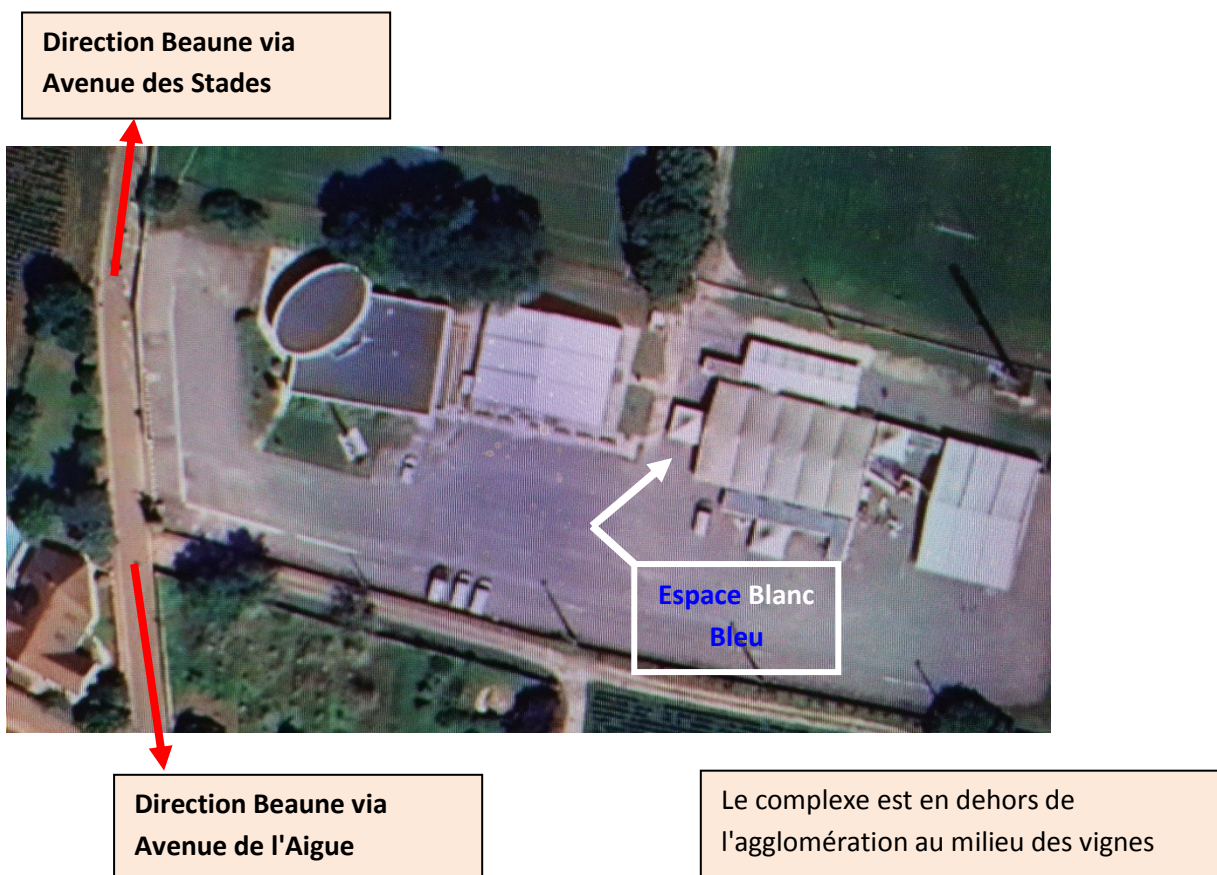 Direction Beaune via
Avenue des Stades
Espace Blanc
Bleu
Direction Beaune via
Avenue de l'Aigue
Le complexe est en dehors de
l'agglomération au milieu des vignes